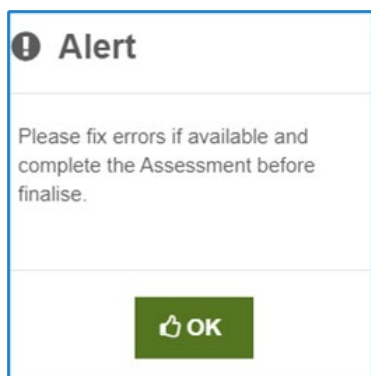 Alert
Please fix errors if available and
complete the Assessment before
finalise.
OK